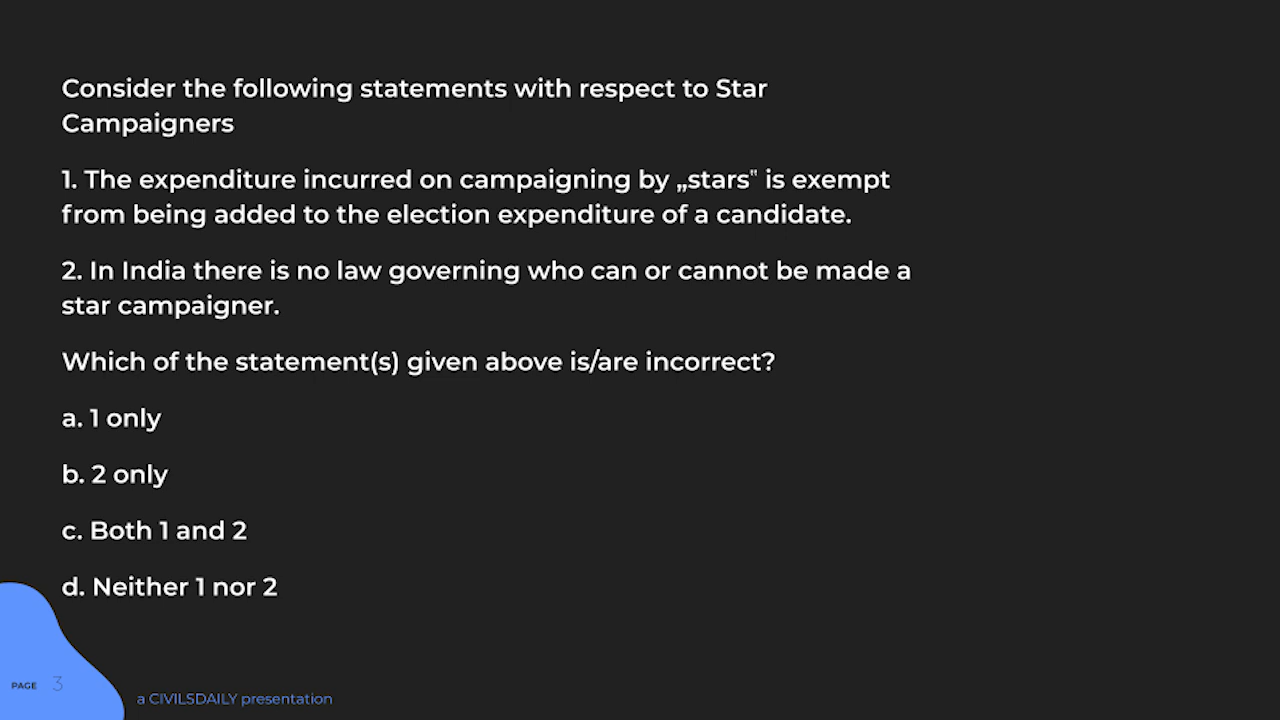 Consider the following statements with respect to Star
Campaigners
1. The expenditure incurred on campaigning by „stars‟ is exempt
from being added to the election expenditure of a candidate.
2. In India there is no law governing who can or cannot be made a
star campaigner.
Which of the statement(s) given above is/are incorrect?
a. 1 only
b. 2 only
c. Both 1 and 2
d. Neither 1 nor 2
PAGE 3
a CIVILSDAILY presentation